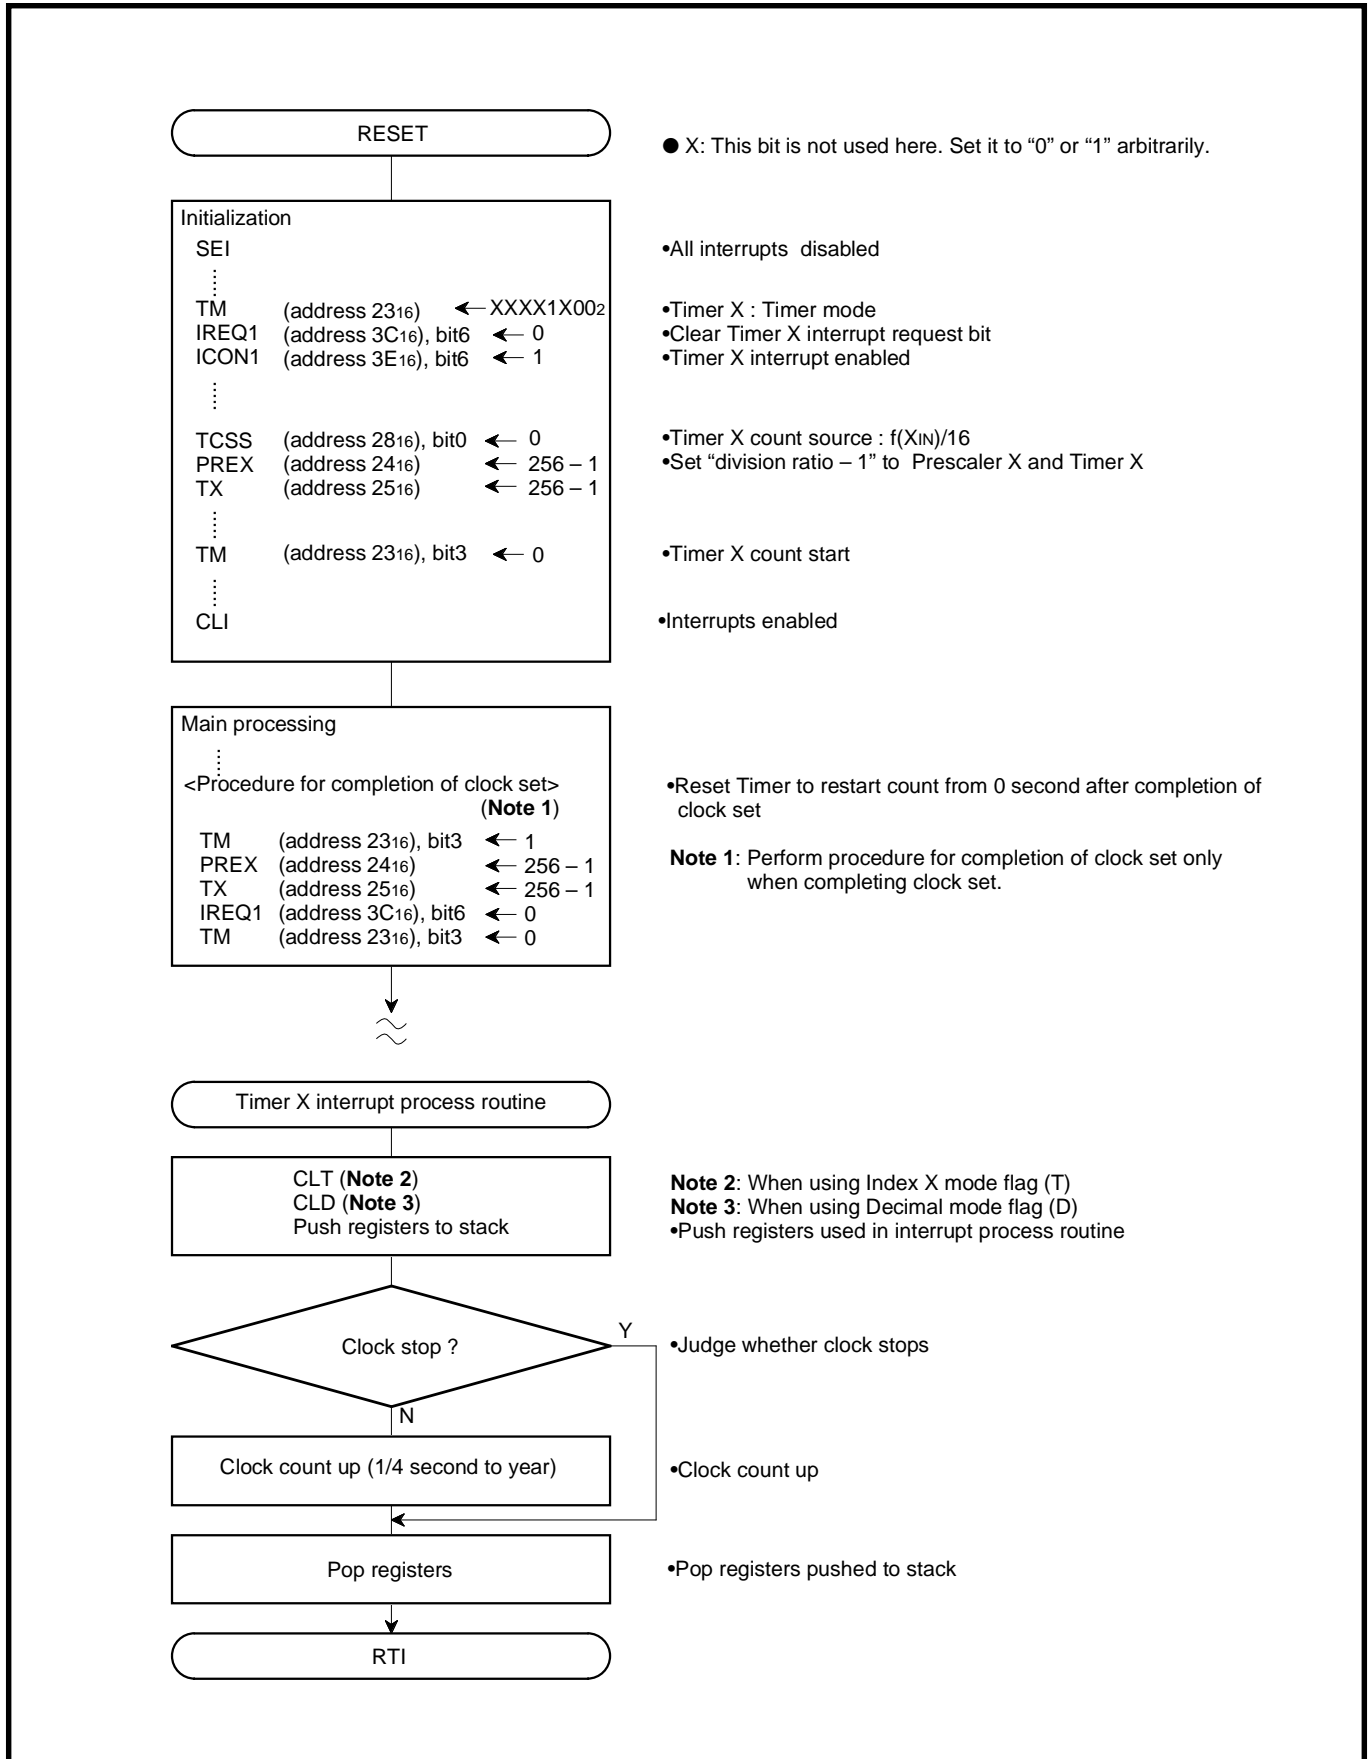 RESET
● X: This bit is not used here. Set it to “0” or “1” arbitrarily.
Initialization
SEI
•All interrupts disabled
TM (address 2316) ← XXXX1X002
•Timer X : Timer mode
IREQ1 (address 3C16), bit6 ← 0
•Clear Timer X interrupt request bit
ICON1 (address 3E16), bit6 ← 1
•Timer X interrupt enabled
TCSS (address 2816), bit0 ← 0
•Timer X count source : f(XIN)/16
PREX (address 2416) ← 256 – 1
•Set “division ratio – 1” to Prescaler X and Timer X
TX (address 2516) ← 256 – 1
TM (address 2316), bit3 ← 0
•Timer X count start
CLI
•Interrupts enabled
Main processing
<Procedure for completion of clock set>
(Note 1)
•Reset Timer to restart count from 0 second after completion of
clock set
TM (address 2316), bit3 ← 1
PREX (address 2416) ← 256 – 1
TX (address 2516) ← 256 – 1
IREQ1 (address 3C16), bit6 ← 0
TM (address 2316), bit3 ← 0
Note 1: Perform procedure for completion of clock set only
when completing clock set.
Timer X interrupt process routine
CLT (Note 2)
CLD (Note 3)
Push registers to stack
Note 2: When using Index X mode flag (T)
Note 3: When using Decimal mode flag (D)
•Push registers used in interrupt process routine
Clock stop ?
Y
•Judge whether clock stops
N
Clock count up (1/4 second to year)
•Clock count up
Pop registers
•Pop registers pushed to stack
RTI